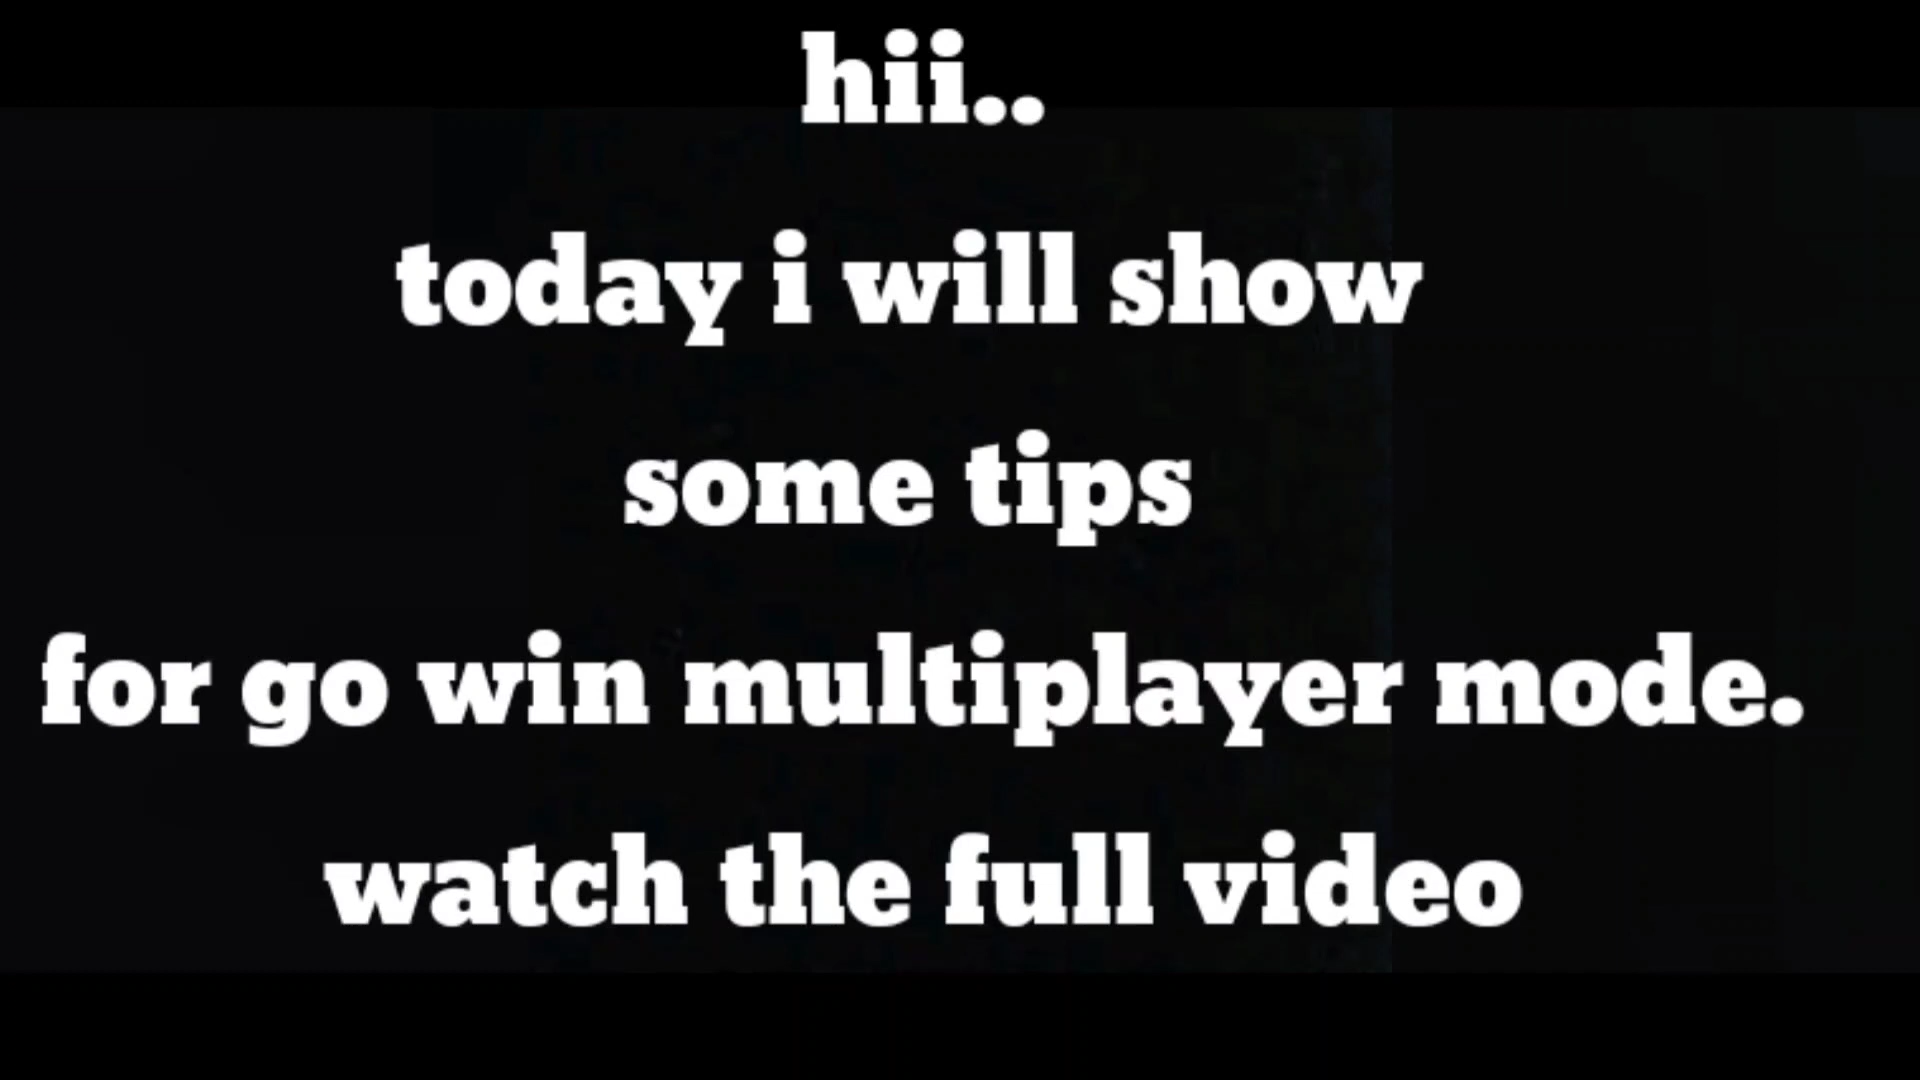 hii..
today i will show
some tips
for go win multiplayer mode.
watch the full video